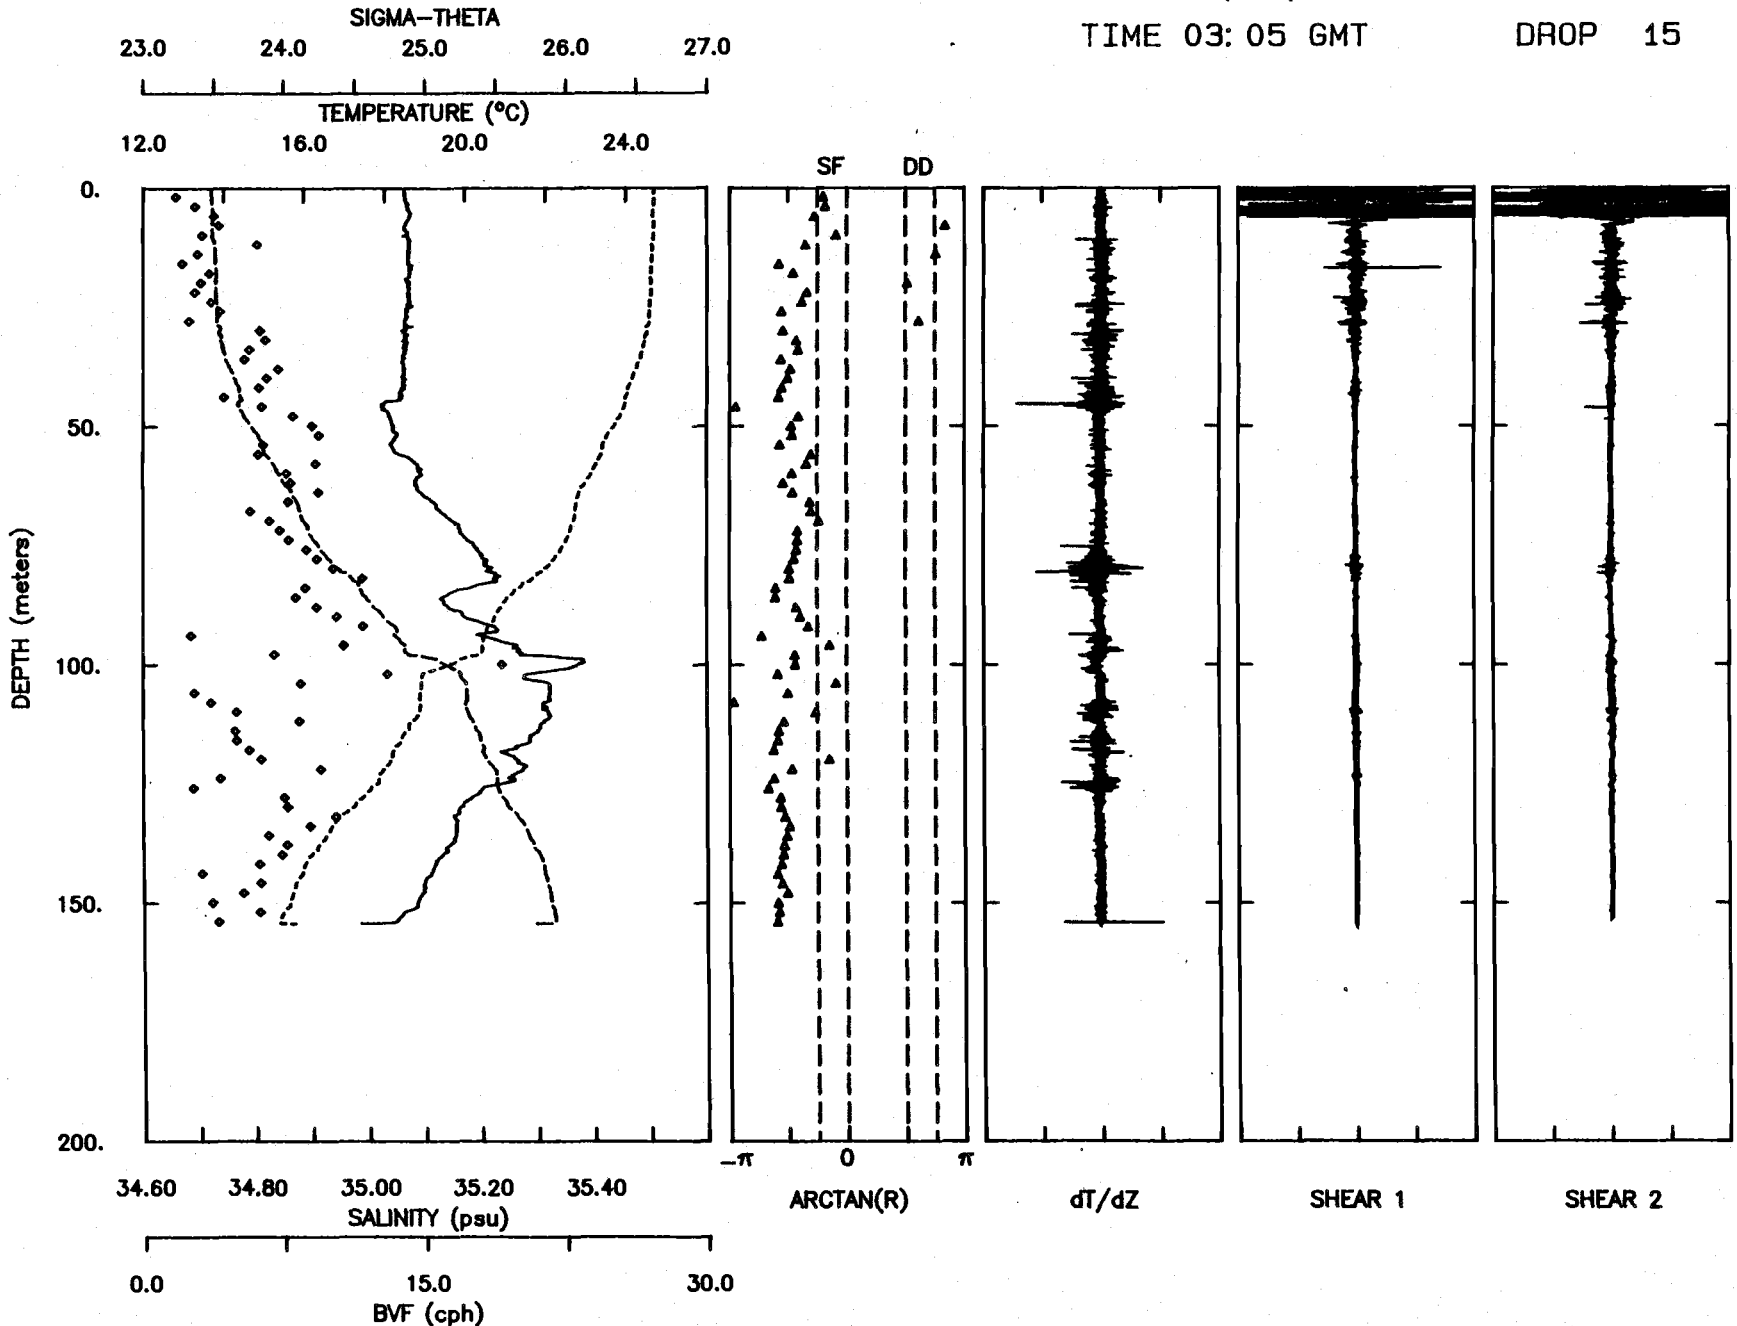 SIGMA-THETA
23.0 24.0 25.0 26.0 27.0
TIME 03:05 GMT DROP 15
TEMPERATURE (°C)
12.0 16.0 20.0 24.0
SF DD
0.
50.
100.
150.
200.
DEPTH (meters)
-π 0 π
34.60 34.80 35.00 35.20 35.40
SALINITY (psu)
ARCTAN(R) dT/dZ SHEAR 1 SHEAR 2
0.0 15.0 30.0
BVF (cph)